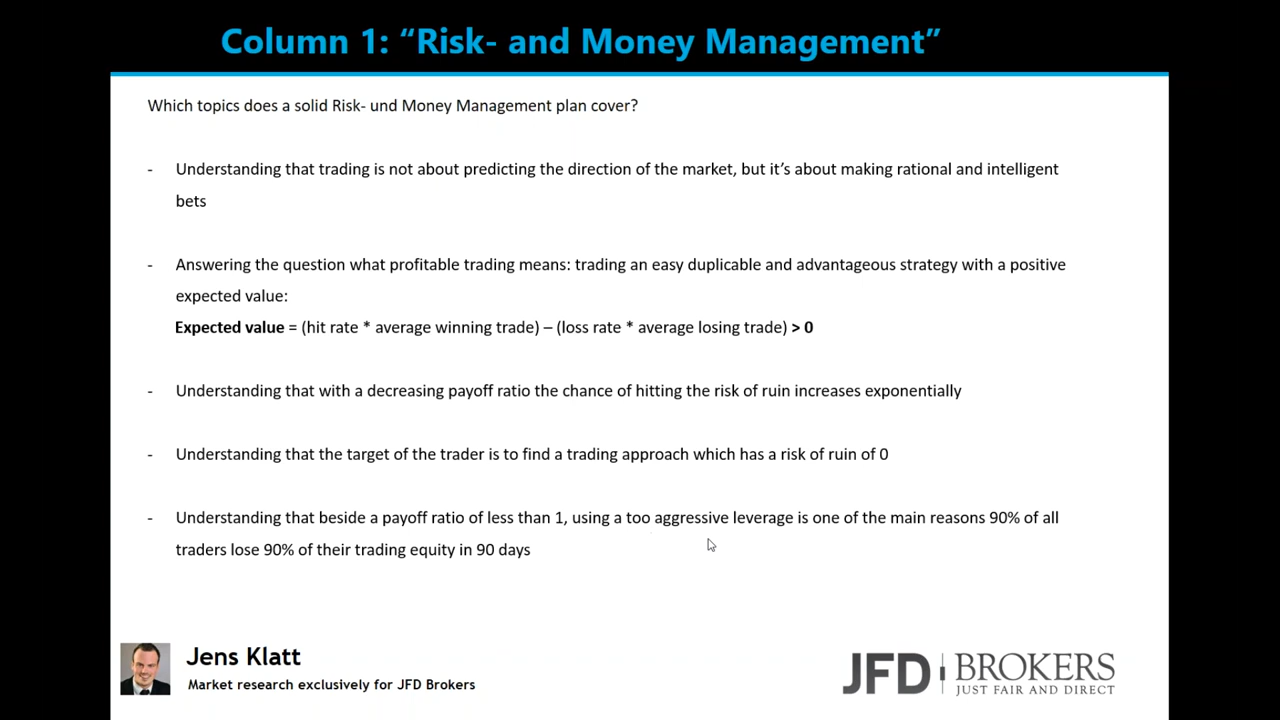 Column 1: “Risk- and Money Management”
Which topics does a solid Risk- und Money Management plan cover?
- Understanding that trading is not about predicting the direction of the market, but it’s about making rational and intelligent
bets
- Answering the question what profitable trading means: trading an easy duplicable and advantageous strategy with a positive
expected value:
Expected value = (hit rate * average winning trade) – (loss rate * average losing trade) > 0
- Understanding that with a decreasing payoff ratio the chance of hitting the risk of ruin increases exponentially
- Understanding that the target of the trader is to find a trading approach which has a risk of ruin of 0
- Understanding that beside a payoff ratio of less than 1, using a too aggressive leverage is one of the main reasons 90% of all
traders lose 90% of their trading equity in 90 days
Jens Klatt
Market research exclusively for JFD Brokers
JFD BROKERS
JUST FAIR AND DIRECT